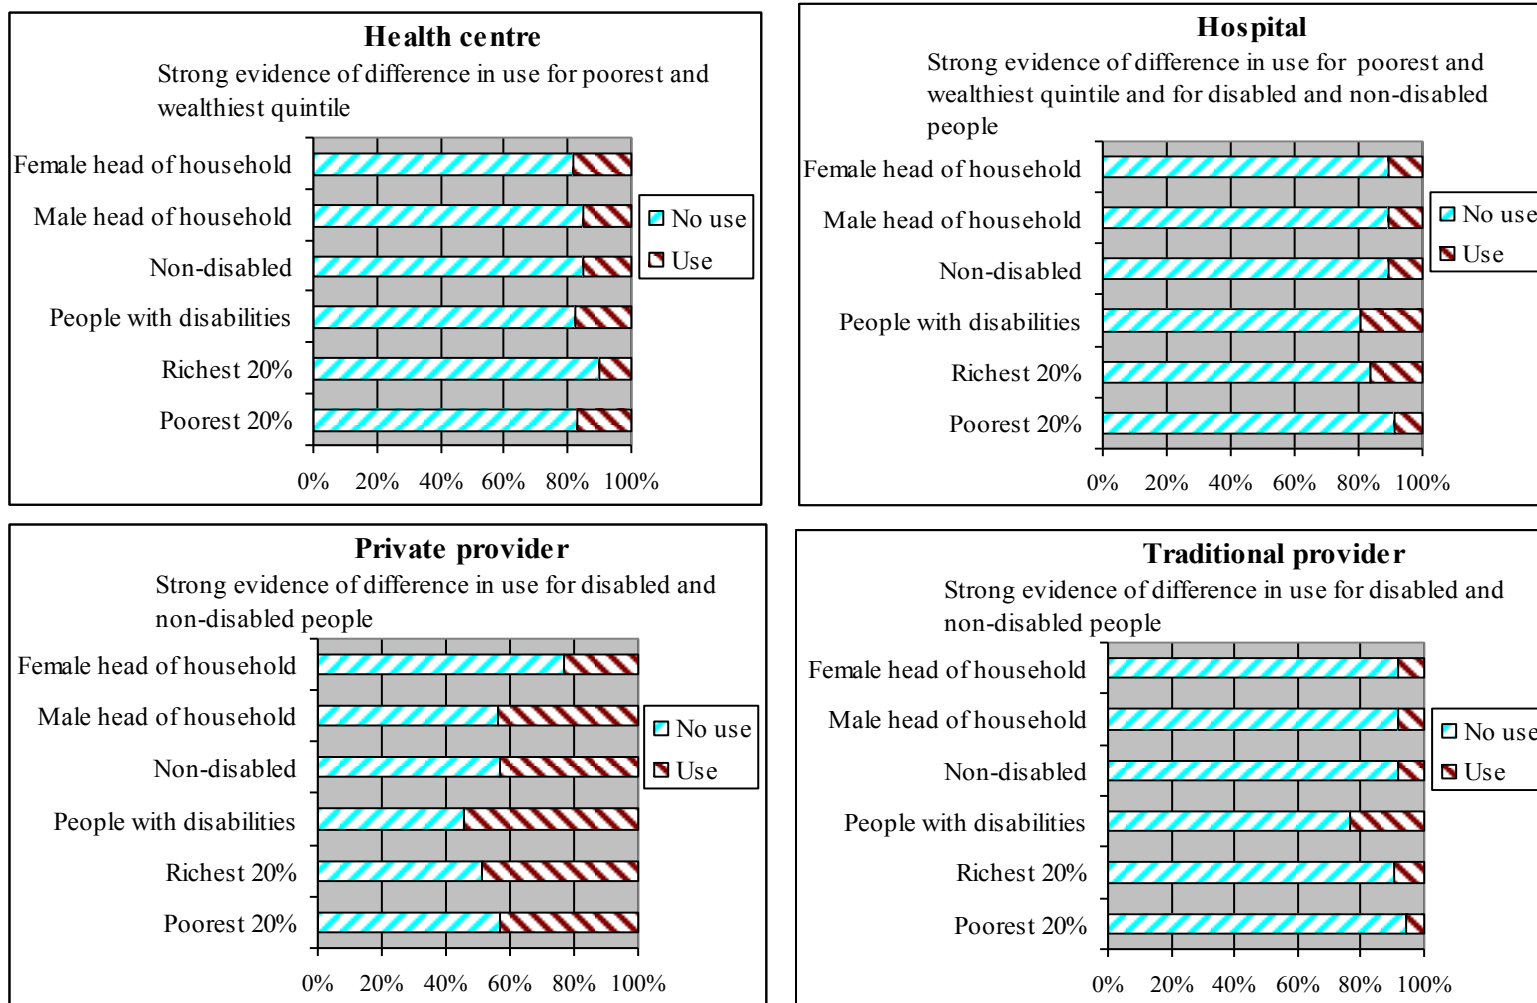 Health centre
Strong evidence of difference in use for poorest and
wealthiest quintile
Female head of household
Male head of household
Non-disabled
People with disabilities
Richest 20%
Poorest 20%
0% 20% 40% 60% 80% 100%
No use
Use
Hospital
Strong evidence of difference in use for poorest and
wealthiest quintile and for disabled and non-disabled
people
Female head of household
Male head of household
Non-disabled
People with disabilities
Richest 20%
Poorest 20%
0% 20% 40% 60% 80% 100%
No use
Use
Private provider
Strong evidence of difference in use for disabled and
non-disabled people
Female head of household
Male head of household
Non-disabled
People with disabilities
Richest 20%
Poorest 20%
0% 20% 40% 60% 80% 100%
No use
Use
Traditional provider
Strong evidence of difference in use for disabled and
non-disabled people
Female head of household
Male head of household
Non-disabled
People with disabilities
Richest 20%
Poorest 20%
0% 20% 40% 60% 80% 100%
No use
Use